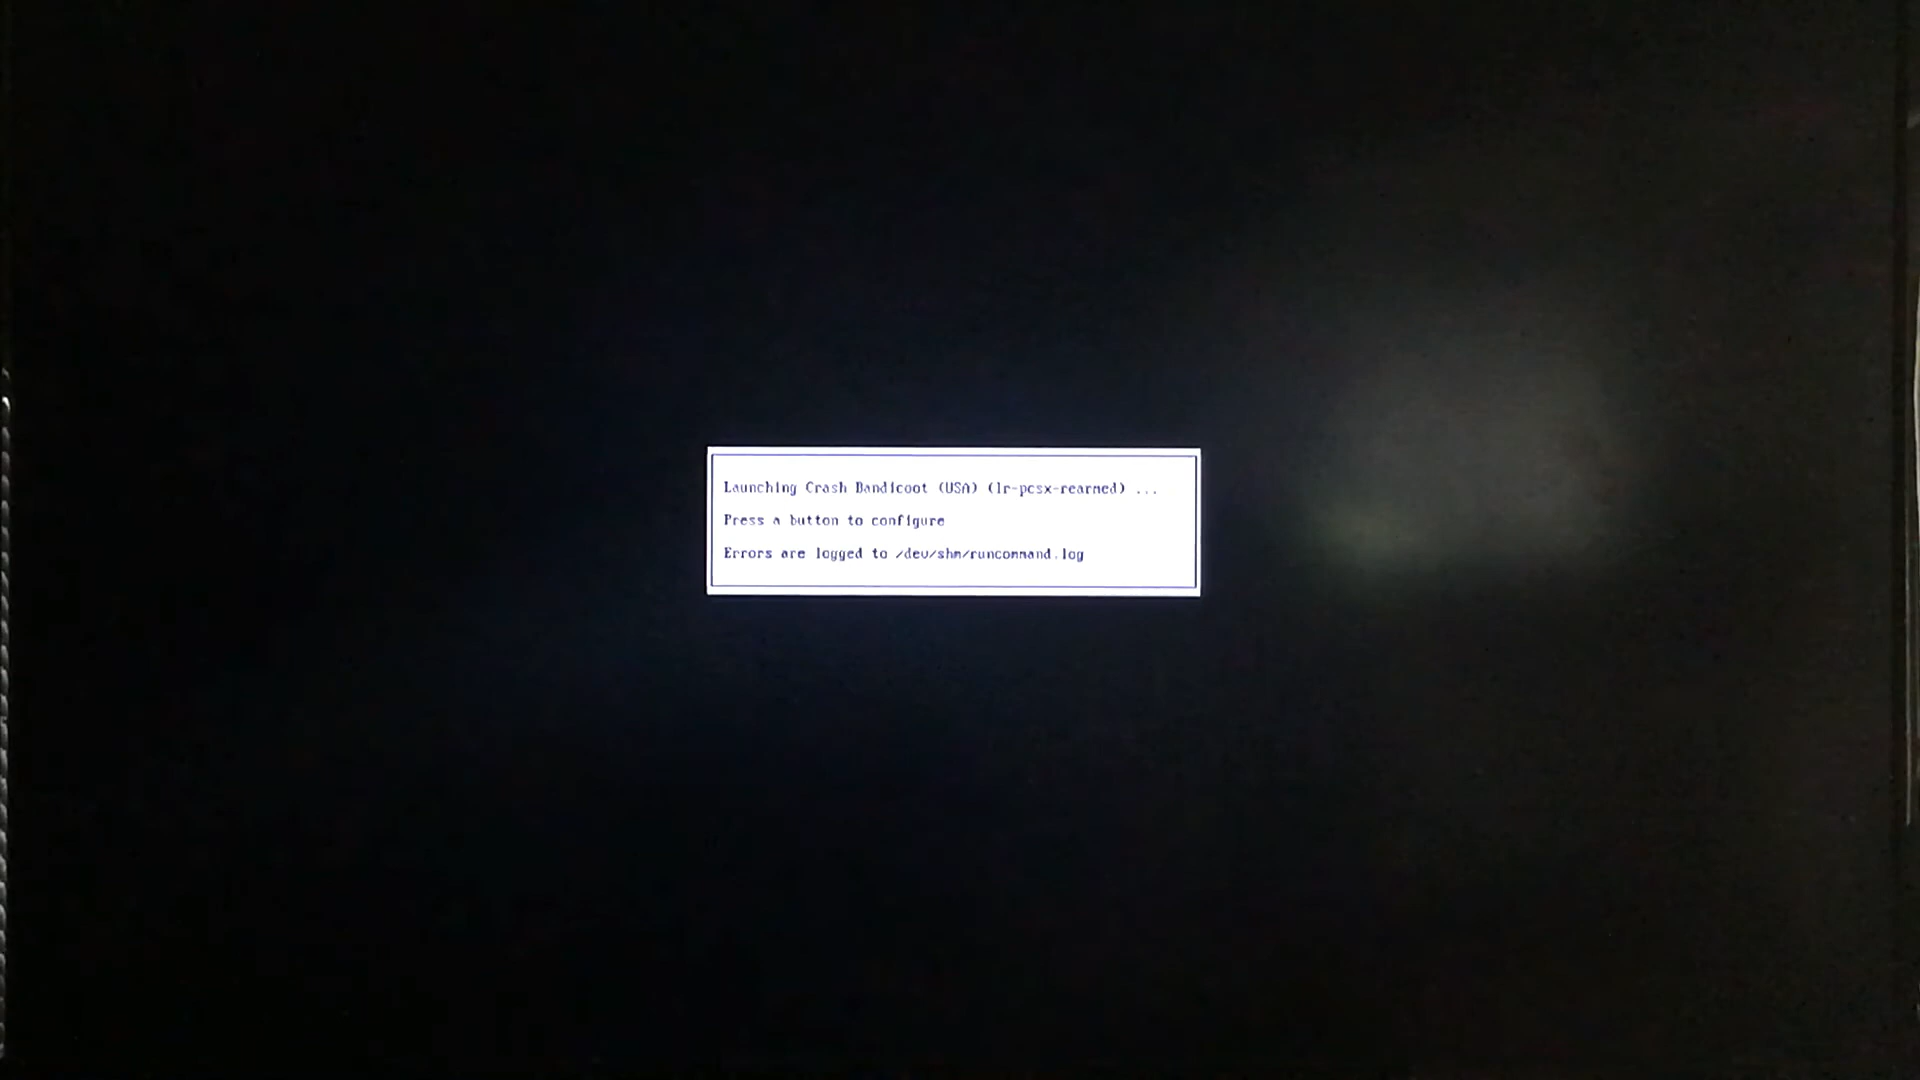 Launching Crash Bandicoot (USA) (lr-pcsx-rearmed) ...
Press a button to configure
Errors are logged to /dev/shm/runcommand.log